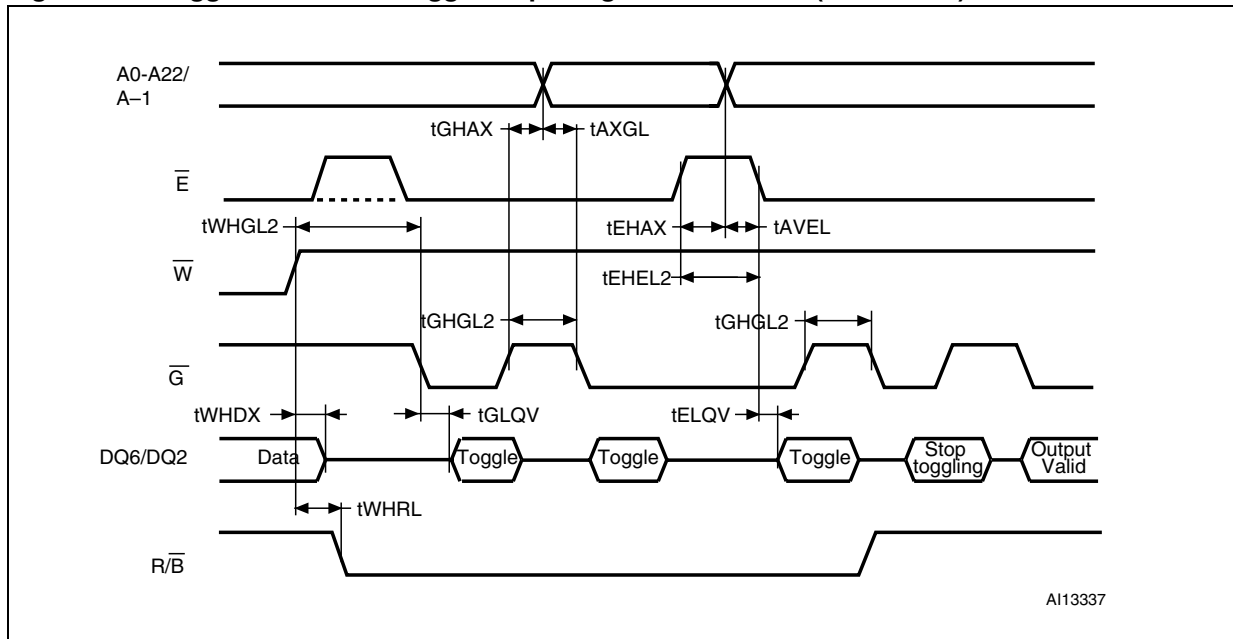 A0-A22/
A–1
tGHAX
tAXGL
E̅
tWHGL2
tEHAX
tAVEL
W̅
tEHEL2
tGHGL2
tGHGL2
G̅
tWHDX
tGLQV
tELQV
DQ6/DQ2
Data
Toggle
Toggle
Toggle
Stop
toggling
Output
Valid
tWHRL
R/B̅
AI13337